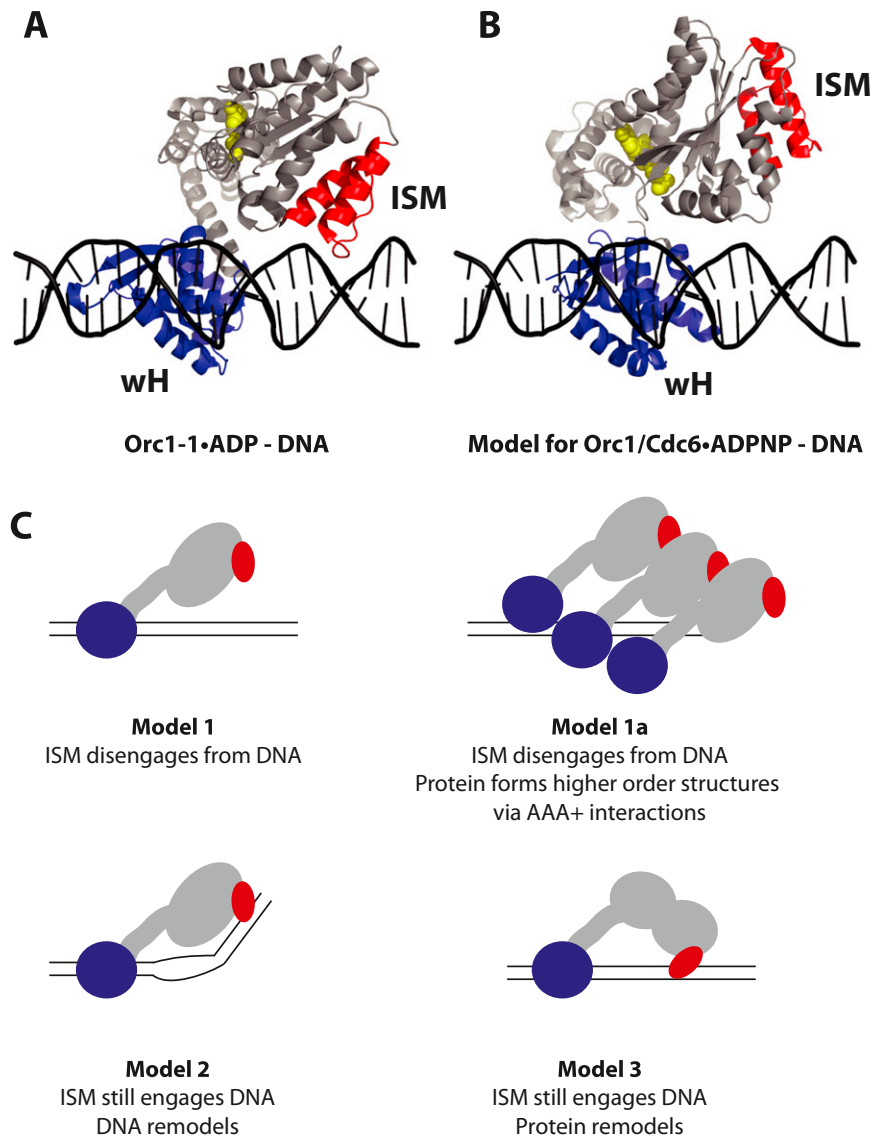 A
B
ISM
ISM
wH
wH
Orc1-1•ADP - DNA
Model for Orc1/Cdc6•ADPNP - DNA
C
Model 1
ISM disengages from DNA
Model 1a
ISM disengages from DNA
Protein forms higher order structures
via AAA+ interactions
Model 2
ISM still engages DNA
DNA remodels
Model 3
ISM still engages DNA
Protein remodels